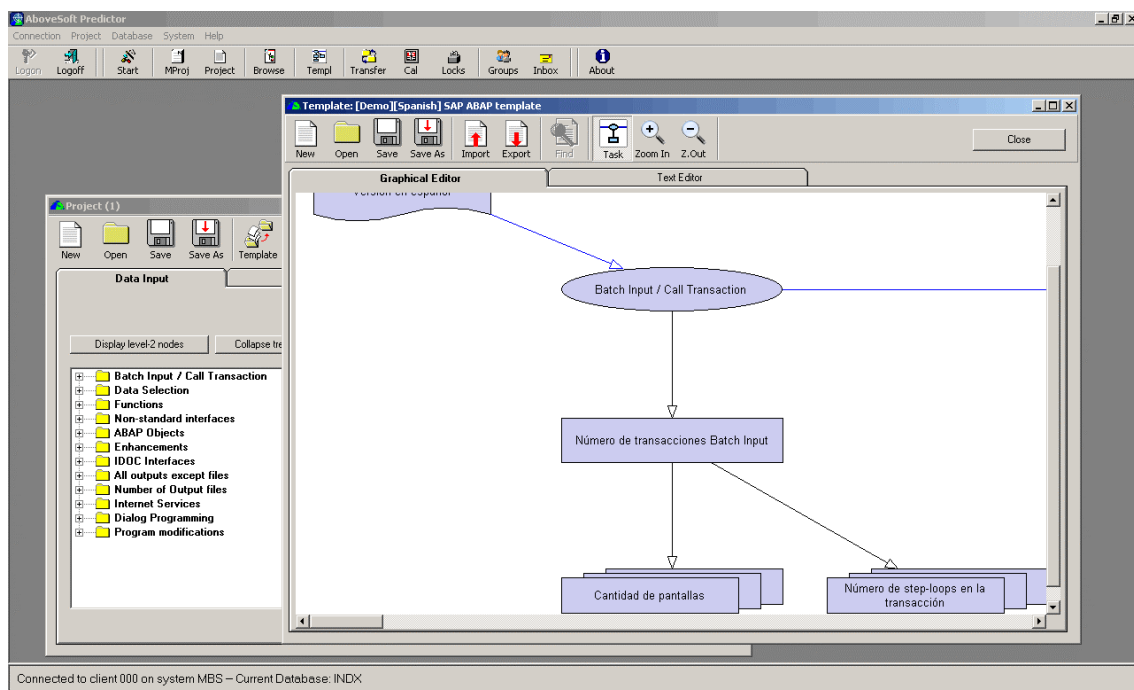 AboveSoft Predictor
Connection Project Database System Help
Logon Logoff Start MProj Project Browse Templ Transfer Cal Locks Groups Inbox About
Template: [Demo][Spanish] SAP ABAP template
New Open Save Save As Import Export Find Task Zoom In Z.Out Close
Graphical Editor Text Editor
Versión en español
Batch Input / Call Transaction
Número de transacciones Batch Input
Cantidad de pantallas
Número de step-loops en la
transacción
Project (1)
New Open Save Save As Template
Data Input
Display level-2 nodes Collapse tre
Batch Input / Call Transaction
Data Selection
Functions
Non-standard interfaces
ABAP Objects
Enhancements
IDOC Interfaces
All outputs except files
Number of Output files
Internet Services
Dialog Programming
Program modifications
Connected to client 000 on system MBS – Current Database: INDX